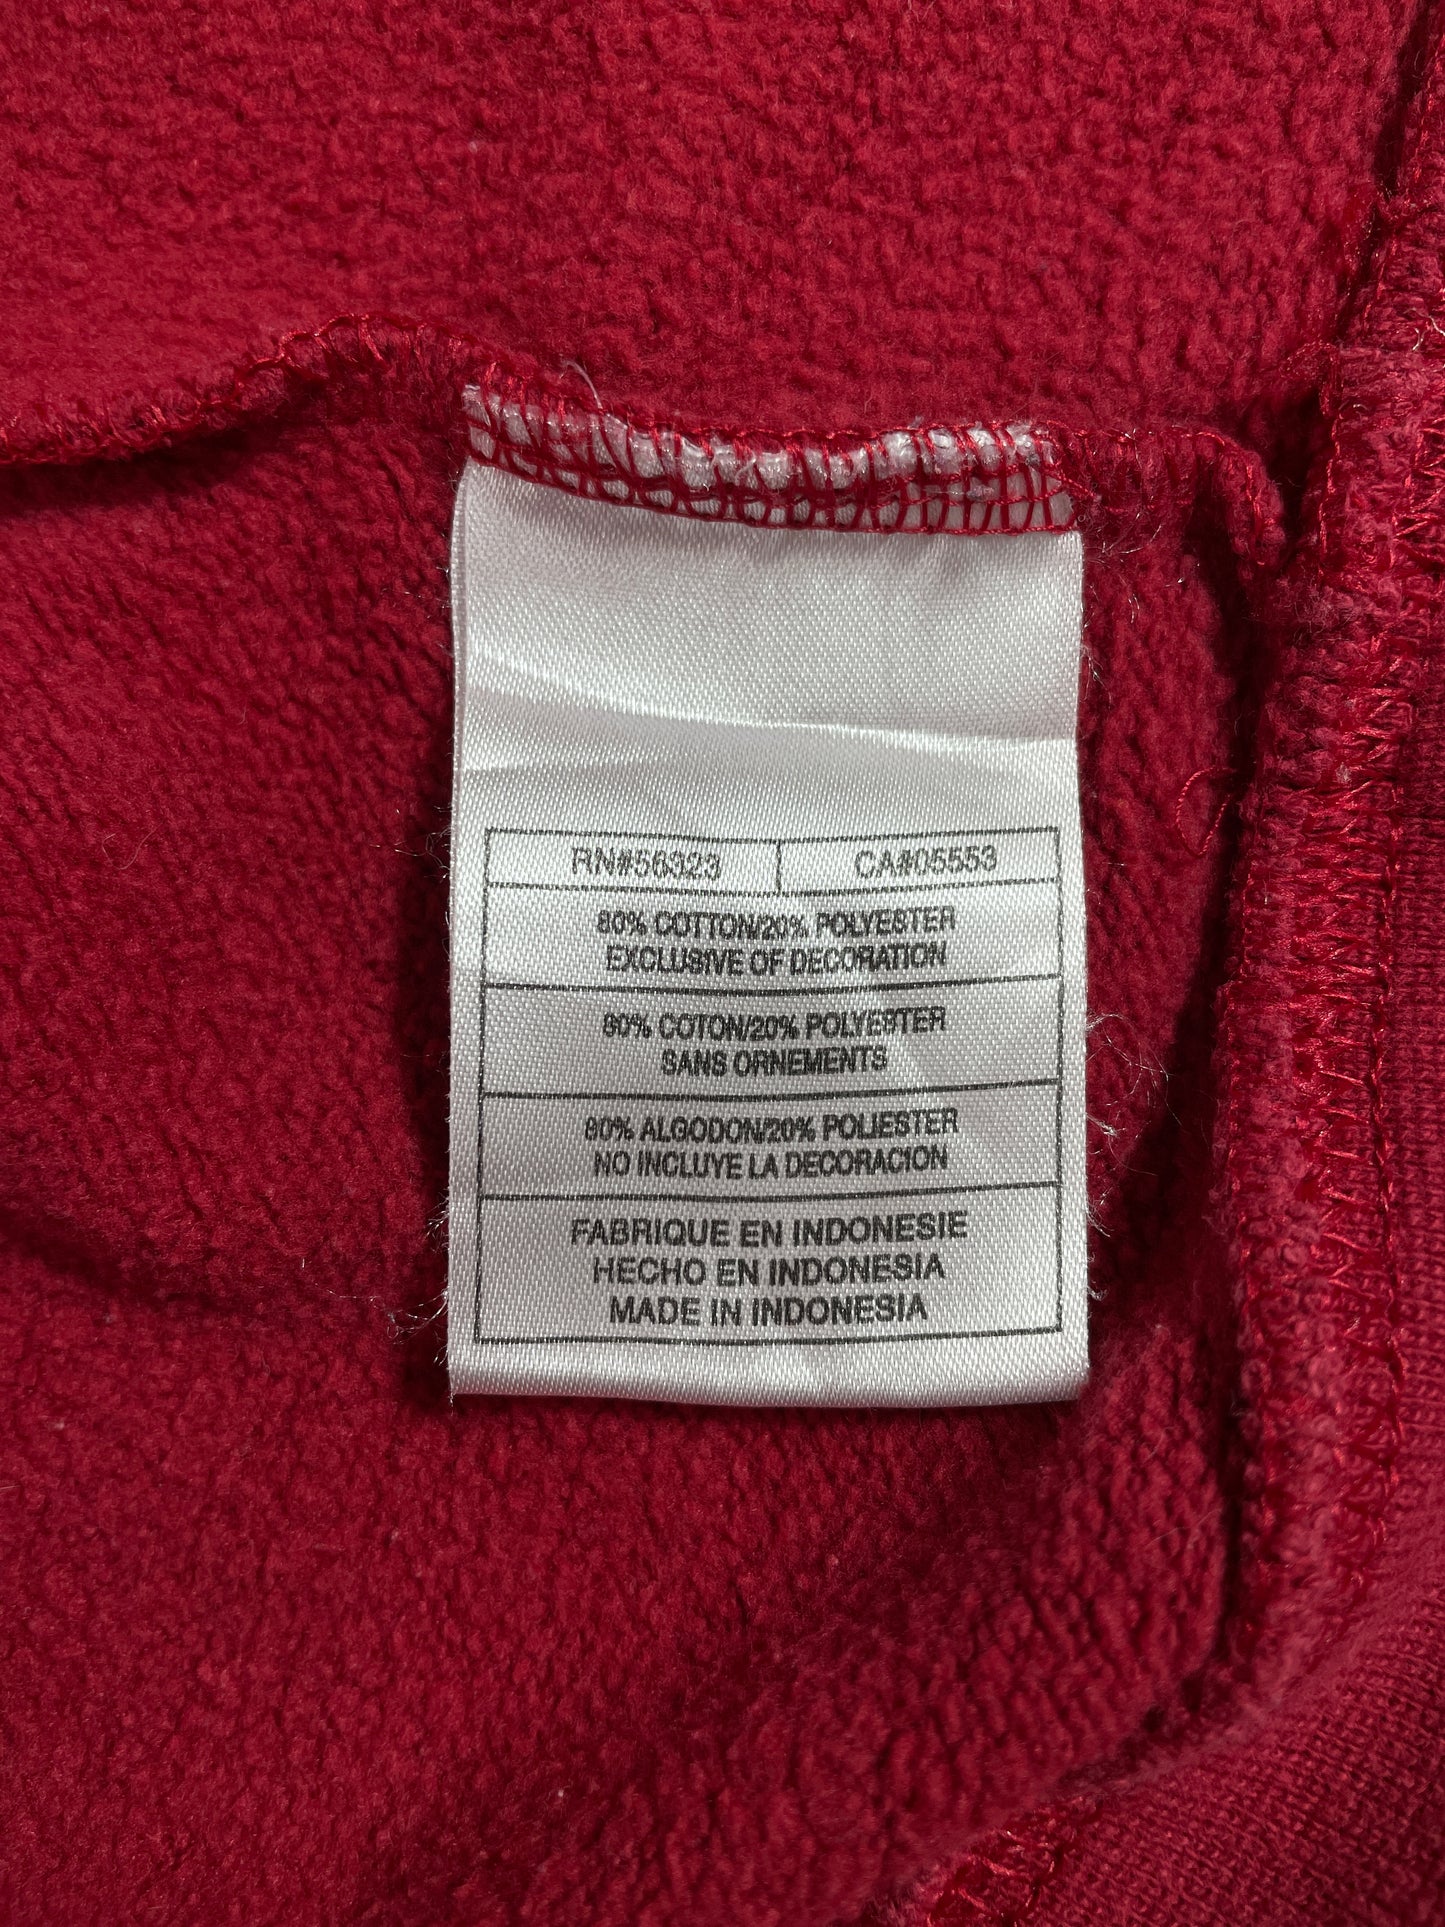 RN#56323 CA#05553
80% COTTON/20% POLYESTER
EXCLUSIVE OF DECORATION
80% COTON/20% POLYESTER
SANS ORNEMENTS
80% ALGODON/20% POLIESTER
NO INCLUYE LA DECORACION
FABRIQUE EN INDONESIE
HECHO EN INDONESIA
MADE IN INDONESIA